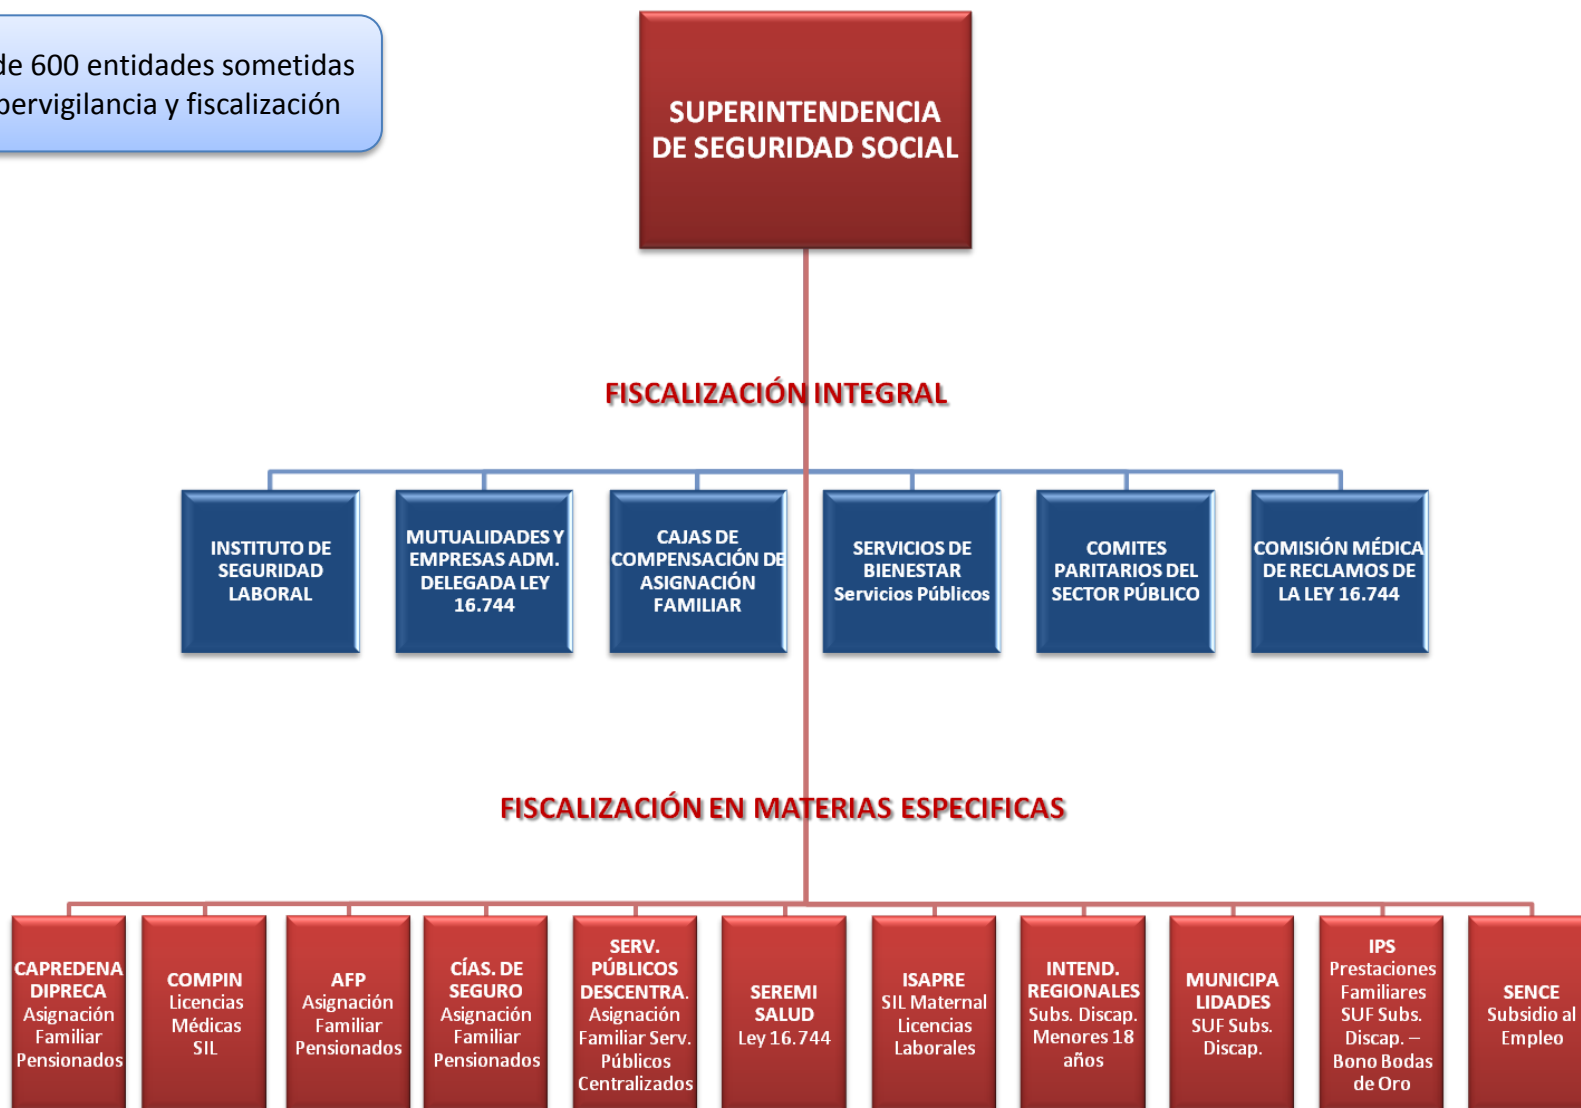 de 600 entidades sometidas
pervigilancia y fiscalización
SUPERINTENDENCIA
DE SEGURIDAD SOCIAL
FISCALIZACIÓN INTEGRAL
INSTITUTO DE
SEGURIDAD
LABORAL
MUTUALIDADES Y
EMPRESAS ADM.
DELEGADA LEY
16.744
CAJAS DE
COMPENSACIÓN DE
ASIGNACIÓN
FAMILIAR
SERVICIOS DE
BIENESTAR
Servicios Públicos
COMITES
PARITARIOS DEL
SECTOR PÚBLICO
COMISIÓN MÉDICA
DE RECLAMOS DE
LA LEY 16.744
FISCALIZACIÓN EN MATERIAS ESPECIFICAS
CAPREDENA
DIPRECA
Asignación
Familiar
Pensionados
COMPIN
Licencias
Médicas
SIL
AFP
Asignación
Familiar
Pensionados
CÍAS. DE
SEGURO
Asignación
Familiar
Pensionados
SERV.
PÚBLICOS
DESCENTRA.
Asignación
Familiar Serv.
Públicos
Centralizados
SEREMI
SALUD
Ley 16.744
ISAPRE
SIL Maternal
Licencias
Laborales
INTEND.
REGIONALES
Subs. Discap.
Menores 18
años
MUNICIPA
LIDADES
SUF Subs.
Discap.
IPS
Prestaciones
Familiares
SUF Subs.
Discap. –
Bono Bodas
de Oro
SENCE
Subsidio al
Empleo